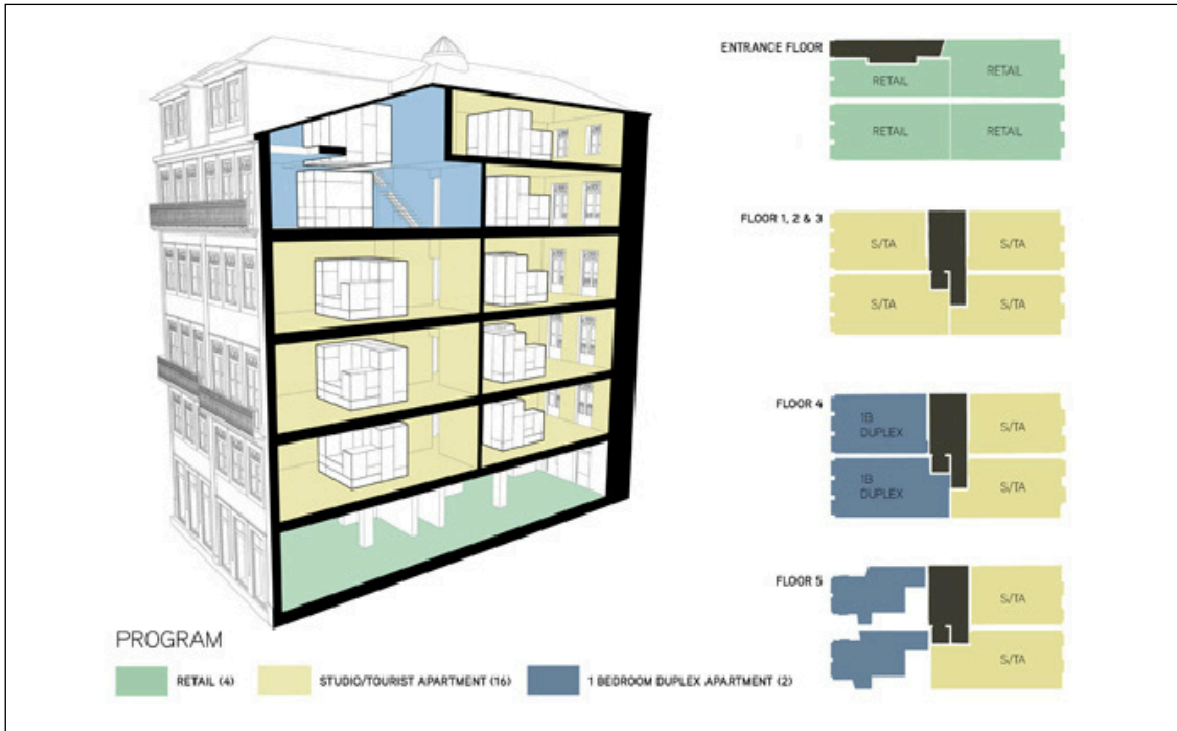 ENTRANCE FLOOR
RETAIL
RETAIL
RETAIL
RETAIL
FLOOR 1, 2 & 3
S/TA
S/TA
S/TA
S/TA
FLOOR 4
1B
DUPLEX
S/TA
1B
DUPLEX
S/TA
FLOOR 5
S/TA
S/TA
PROGRAM
RETAIL (4)
STUDIO/TOURIST APARTMENT (16)
1 BEDROOM DUPLEX APARTMENT (2)